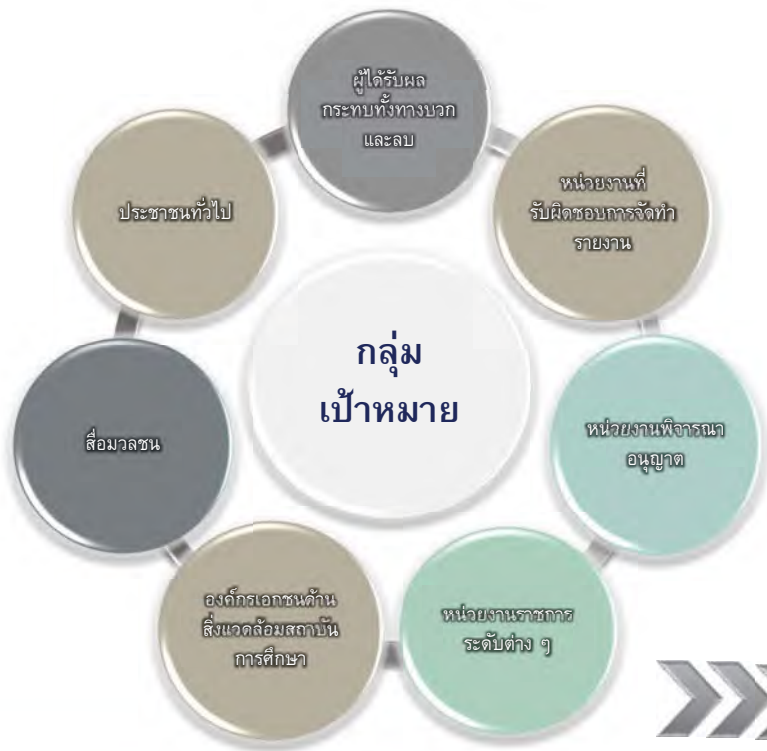 กลุ่ม
เป้าหมาย
ผู้ได้รับผล
กระทบทั้งทางบวก
และลบ
หน่วยงานที่
รับผิดชอบการจัดทำ
รายงาน
หน่วยงานพิจารณา
อนุญาต
หน่วยงานราชการ
ระดับต่าง ๆ
องค์กรเอกชนด้าน
สิ่งแวดล้อมสถาบัน
การศึกษา
สื่อมวลชน
ประชาชนทั่วไป